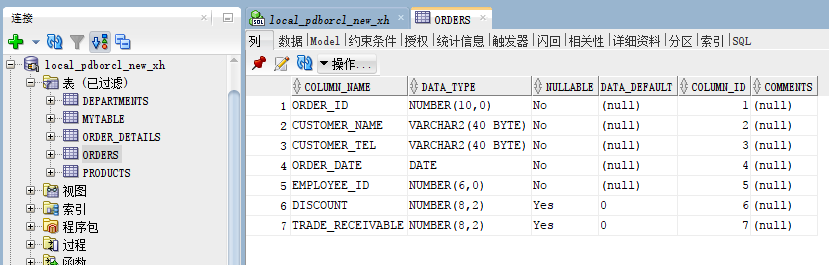 连接
local_pdborcl_new_xh
表 (已过滤)
DEPARTMENTS
MYTABLE
ORDER_DETAILS
ORDERS
PRODUCTS
视图
索引
程序包
过程
函数
SQL local_pdborcl_new_xh ORDERS
列 数据 Model 约束条件 授权 统计信息 触发器 闪回 相关性 详细资料 分区 索引 SQL
操作...
COLUMN_NAME DATA_TYPE NULLABLE DATA_DEFAULT COLUMN_ID COMMENTS
1 ORDER_ID NUMBER(10,0) No (null) 1 (null)
2 CUSTOMER_NAME VARCHAR2(40 BYTE) No (null) 2 (null)
3 CUSTOMER_TEL VARCHAR2(40 BYTE) No (null) 3 (null)
4 ORDER_DATE DATE No (null) 4 (null)
5 EMPLOYEE_ID NUMBER(6,0) No (null) 5 (null)
6 DISCOUNT NUMBER(8,2) Yes 0 6 (null)
7 TRADE_RECEIVABLE NUMBER(8,2) Yes 0 7 (null)